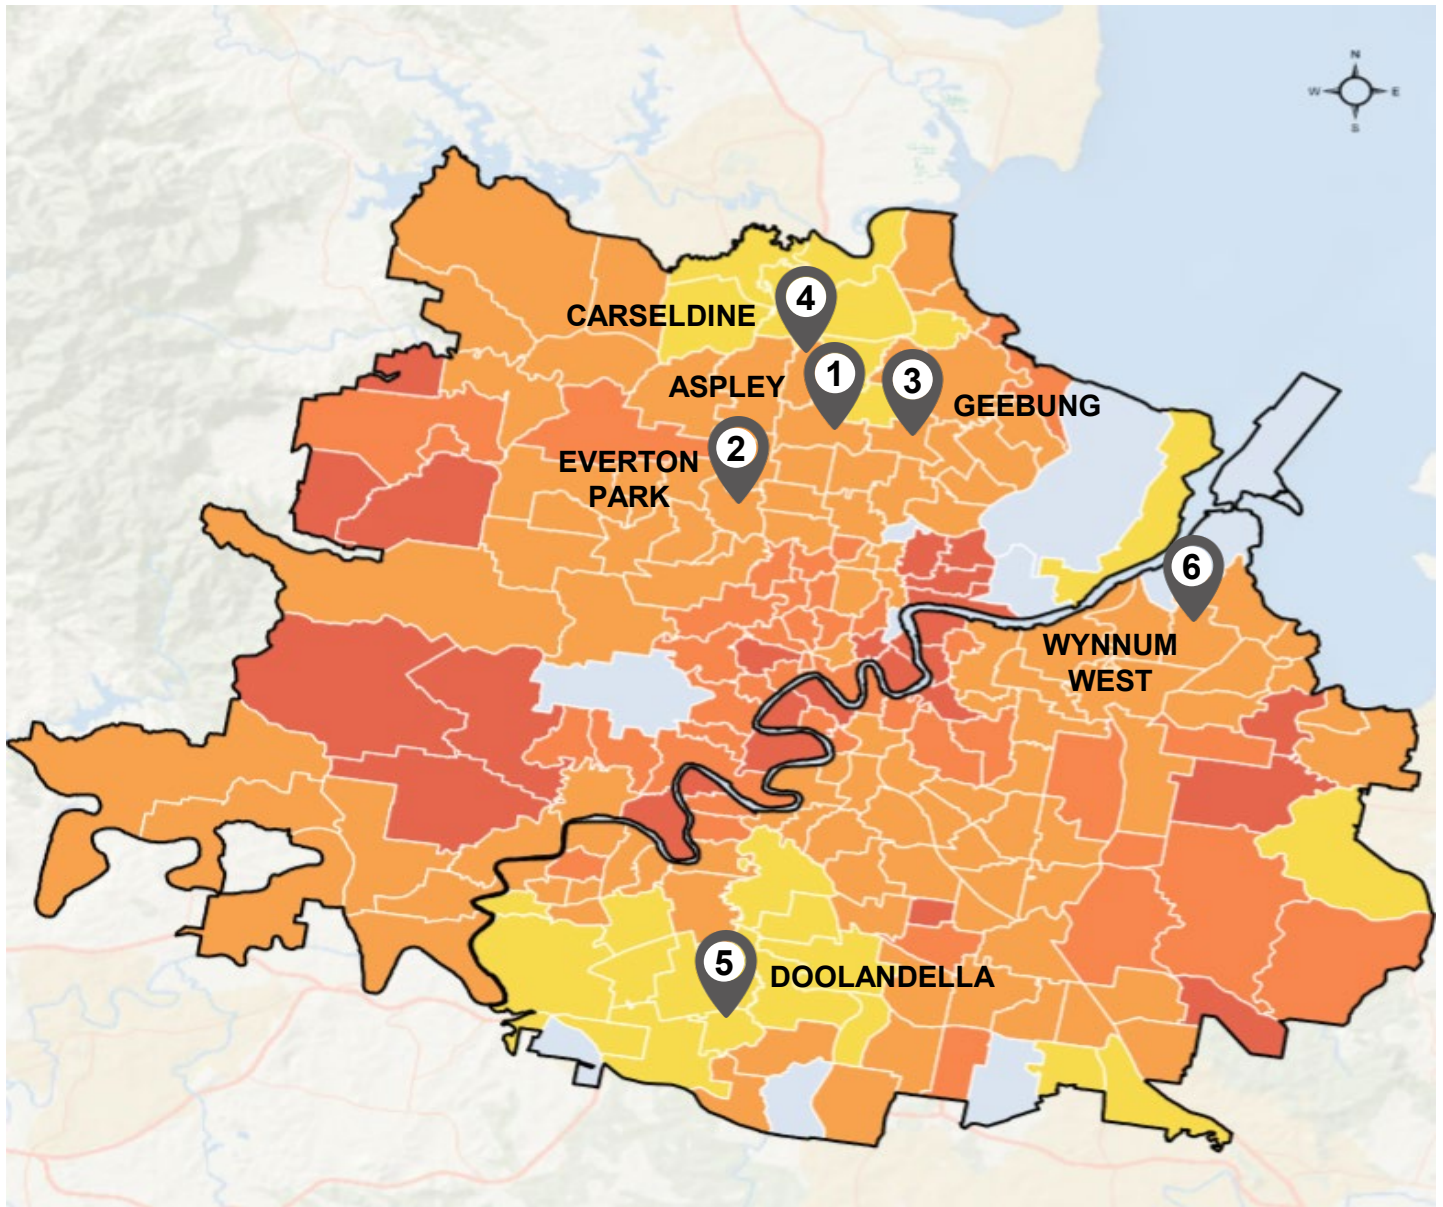 N
W E
S
4
CARSELDINE
1
3
ASPLEY
GEEBUNG
2
EVERTON
PARK
6
WYNNUM
WEST
5
DOOLANDELLA